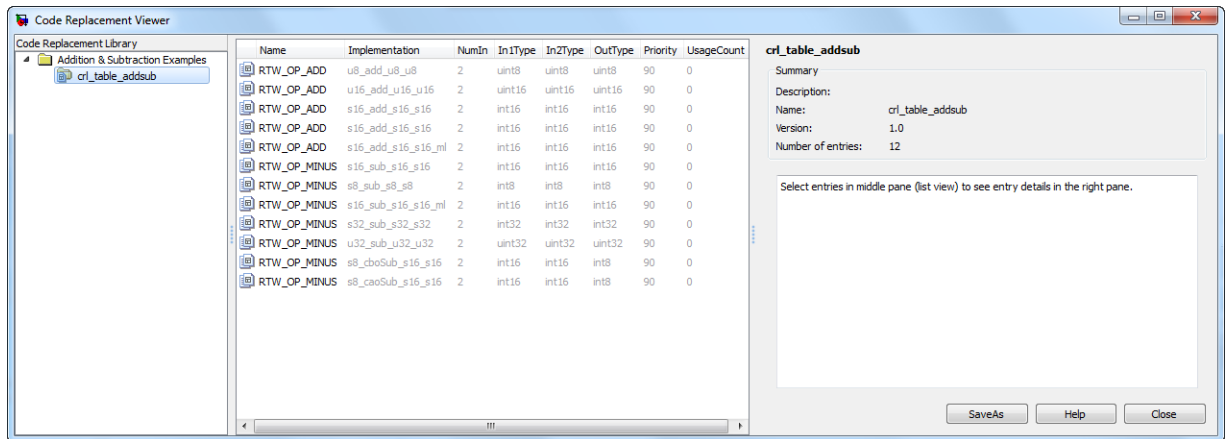 Code Replacement Viewer
Code Replacement Library
Addition & Subtraction Examples
crl_table_addsub
Name Implementation NumIn In1Type In2Type OutType Priority UsageCount
RTW_OP_ADD u8_add_u8_u8 2 uint8 uint8 uint8 90 0
RTW_OP_ADD u16_add_u16_u16 2 uint16 uint16 uint16 90 0
RTW_OP_ADD s16_add_s16_s16 2 int16 int16 int16 90 0
RTW_OP_ADD s16_add_s16_s16 2 int16 int16 int16 90 0
RTW_OP_ADD s16_add_s16_s16_ml 2 int16 int16 int16 90 0
RTW_OP_MINUS s16_sub_s16_s16 2 int16 int16 int16 90 0
RTW_OP_MINUS s8_sub_s8_s8 2 int8 int8 int8 90 0
RTW_OP_MINUS s16_sub_s16_s16_ml 2 int16 int16 int16 90 0
RTW_OP_MINUS s32_sub_s32_s32 2 int32 int32 int32 90 0
RTW_OP_MINUS u32_sub_u32_u32 2 uint32 uint32 uint32 90 0
RTW_OP_MINUS s8_cboSub_s16_s16 2 int16 int16 int8 90 0
RTW_OP_MINUS s8_caoSub_s16_s16 2 int16 int16 int8 90 0
crl_table_addsub
Summary
Description:
Name: crl_table_addsub
Version: 1.0
Number of entries: 12
Select entries in middle pane (list view) to see entry details in the right pane.
SaveAs Help Close